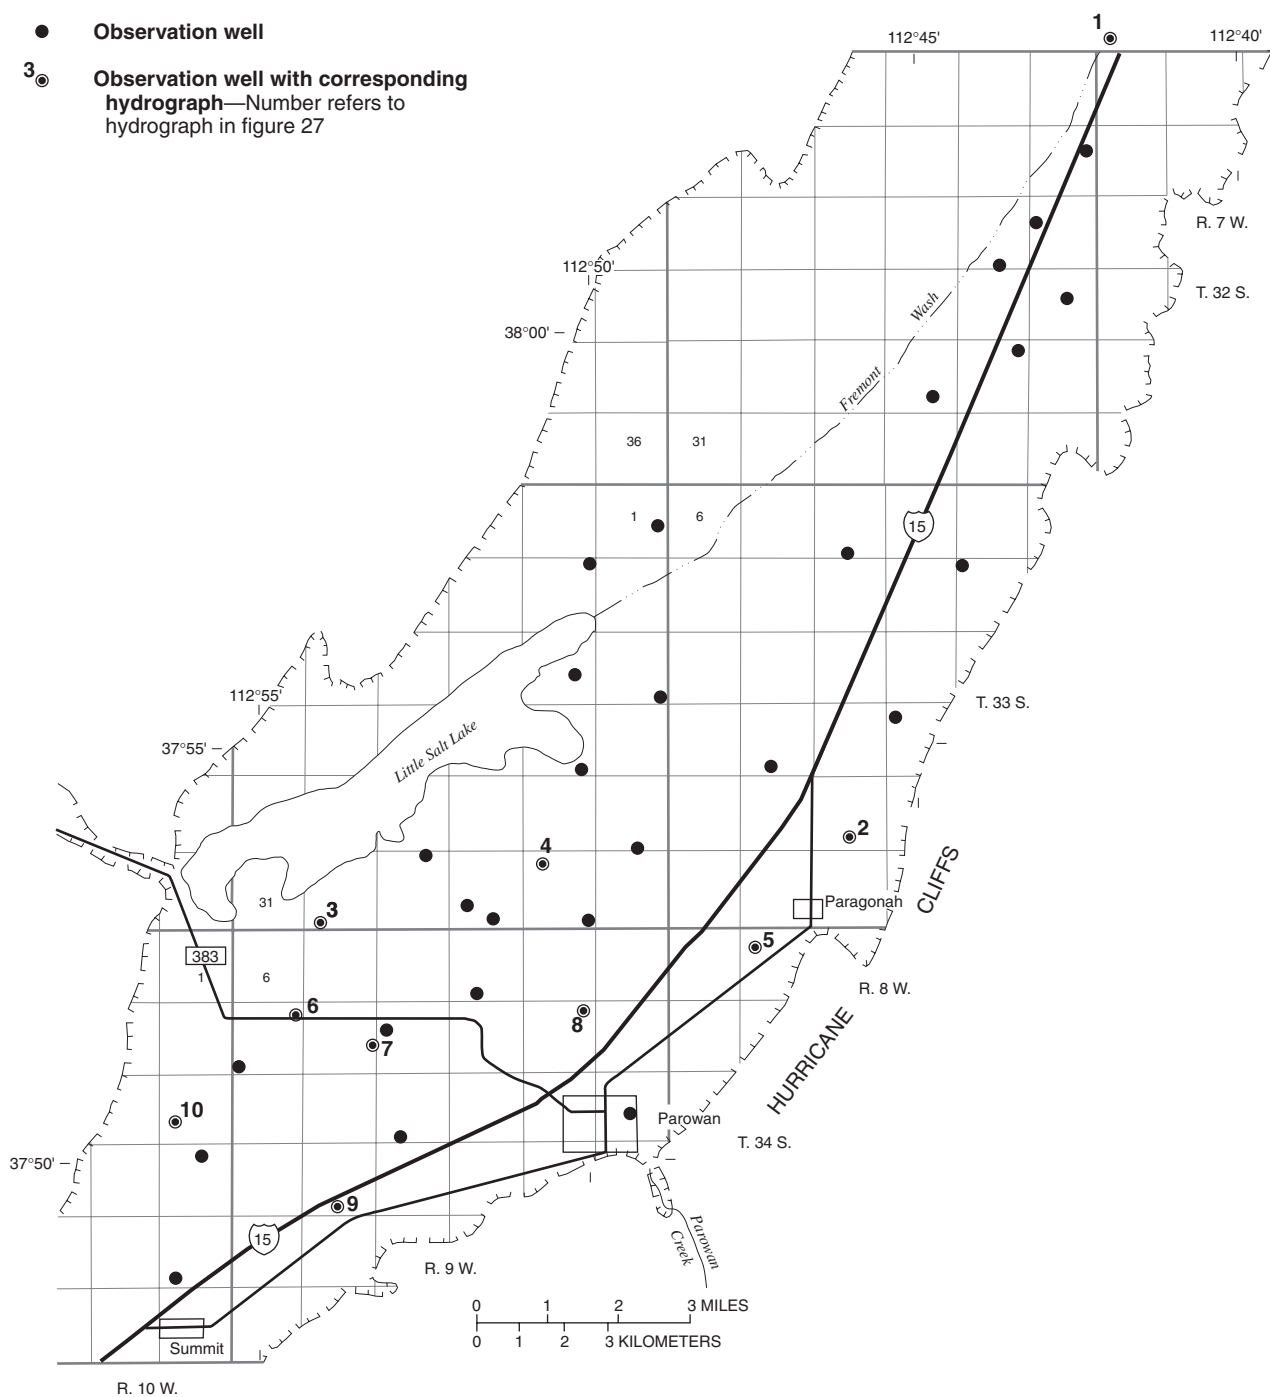 Observation well
3
Observation well with corresponding
hydrograph—Number refers to
hydrograph in figure 27
1
112°45'
112°40'
R. 7 W.
112°50'
T. 32 S.
Wash
38°00'
Fremont
36
31
1
6
15
112°55'
T. 33 S.
37°55'
Little Salt Lake
2
4
CLIFFS
31
3
Paragonah
383
5
1
6
R. 8 W.
6
8
7
HURRICANE
10
Parowan
T. 34 S.
37°50'
9
15
Parowan
Creek
R. 9 W.
0 1 2 3 MILES
0 1 2 3 KILOMETERS
Summit
R. 10 W.